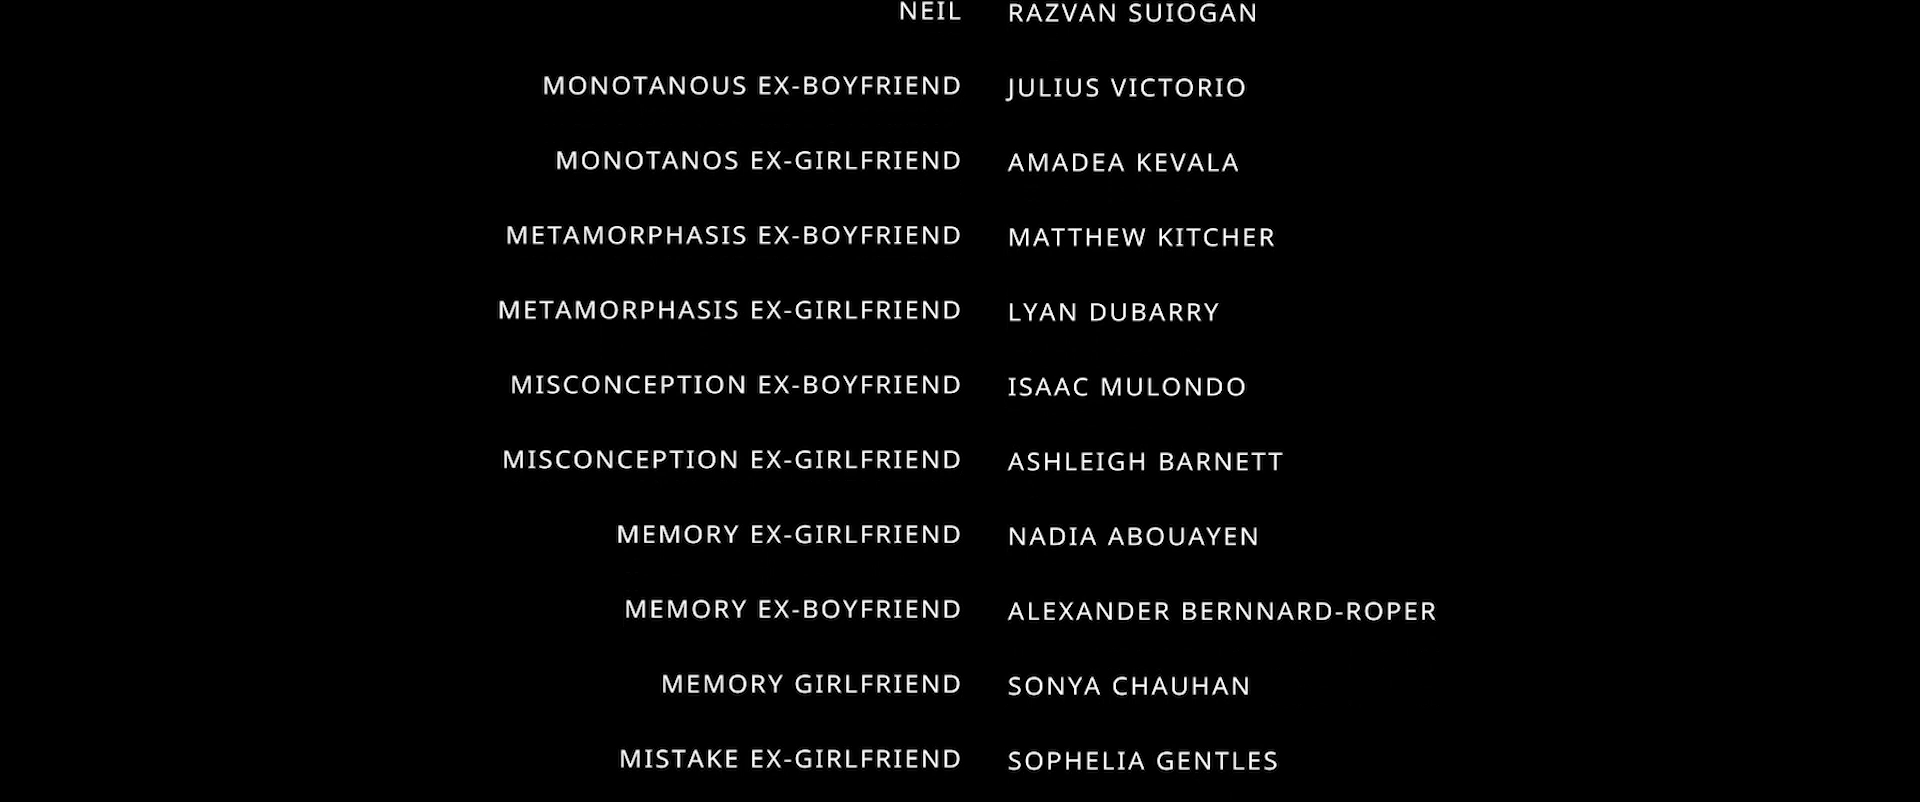 NEIL RAZVAN SUIOGAN
MONOTANOUS EX-BOYFRIEND JULIUS VICTORIO
MONOTANOS EX-GIRLFRIEND AMADEA KEVALA
METAMORPHASIS EX-BOYFRIEND MATTHEW KITCHER
METAMORPHASIS EX-GIRLFRIEND LYAN DUBARRY
MISCONCEPTION EX-BOYFRIEND ISAAC MULONDO
MISCONCEPTION EX-GIRLFRIEND ASHLEIGH BARNETT
MEMORY EX-GIRLFRIEND NADIA ABOUAYEN
MEMORY EX-BOYFRIEND ALEXANDER BERNNARD-ROPER
MEMORY GIRLFRIEND SONYA CHAUHAN
MISTAKE EX-GIRLFRIEND SOPHELIA GENTLES